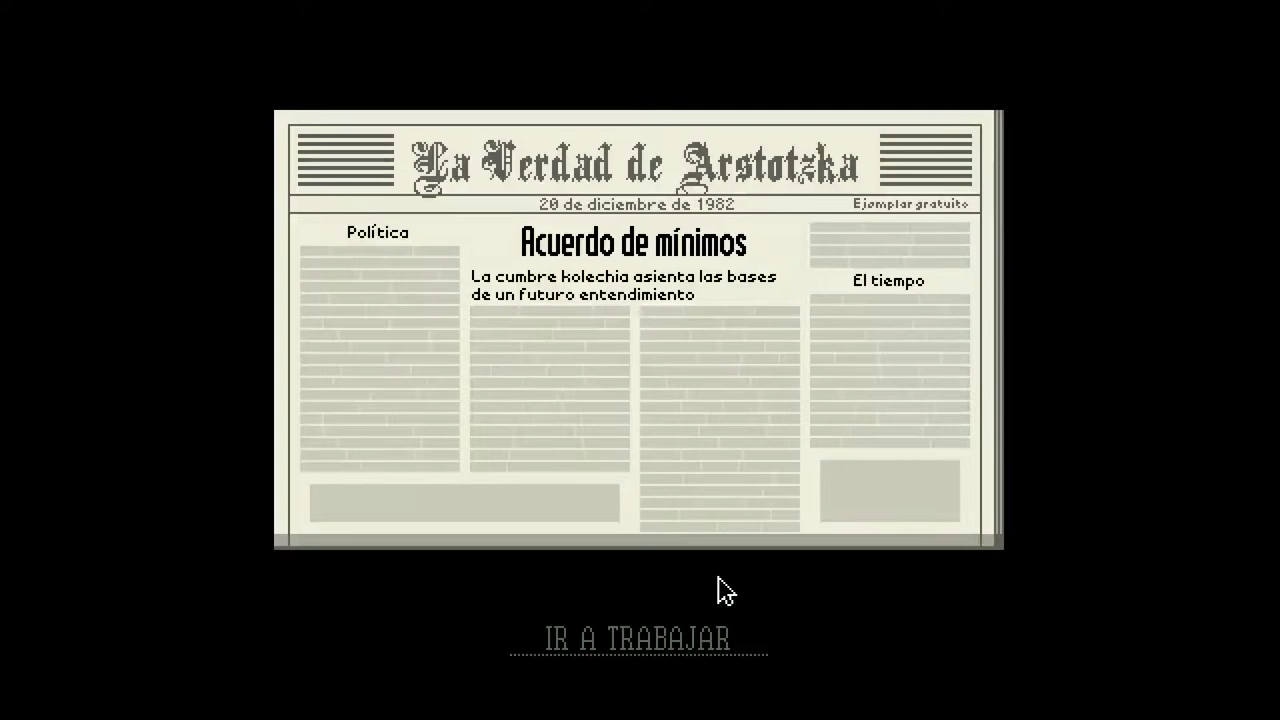 La Verdad de Arstotzka
20 de diciembre de 1982
Ejemplar gratuito
Política
Acuerdo de mínimos
La cumbre kolechia asienta las bases
de un futuro entendimiento
El tiempo
IR A TRABAJAR